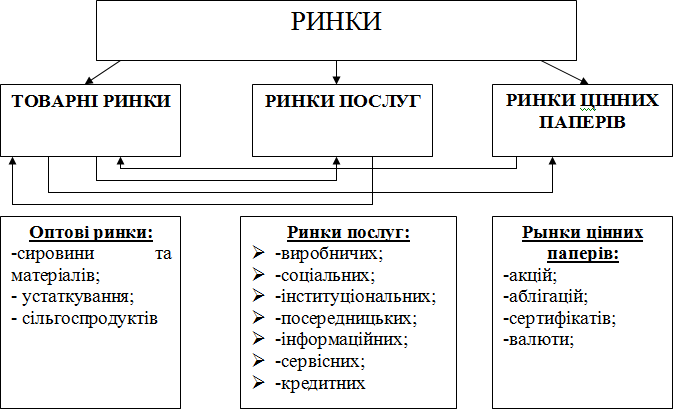 РИНКИ
ТОВАРНІ РИНКИ
РИНКИ ПОСЛУГ
РИНКИ ЦІННИХ
ПАПЕРІВ
Оптові ринки:
-сировини та
матеріалів;
- устаткування;
- сільгоспродуктів
Ринки послуг:
-виробничих;
-соціальних;
-інституціональних;
-посередницьких;
-інформаційних;
-сервісних;
-кредитних
Рынки цінних
паперів:
-акцій;
-аблігацій;
-сертифікатів;
-валюти;